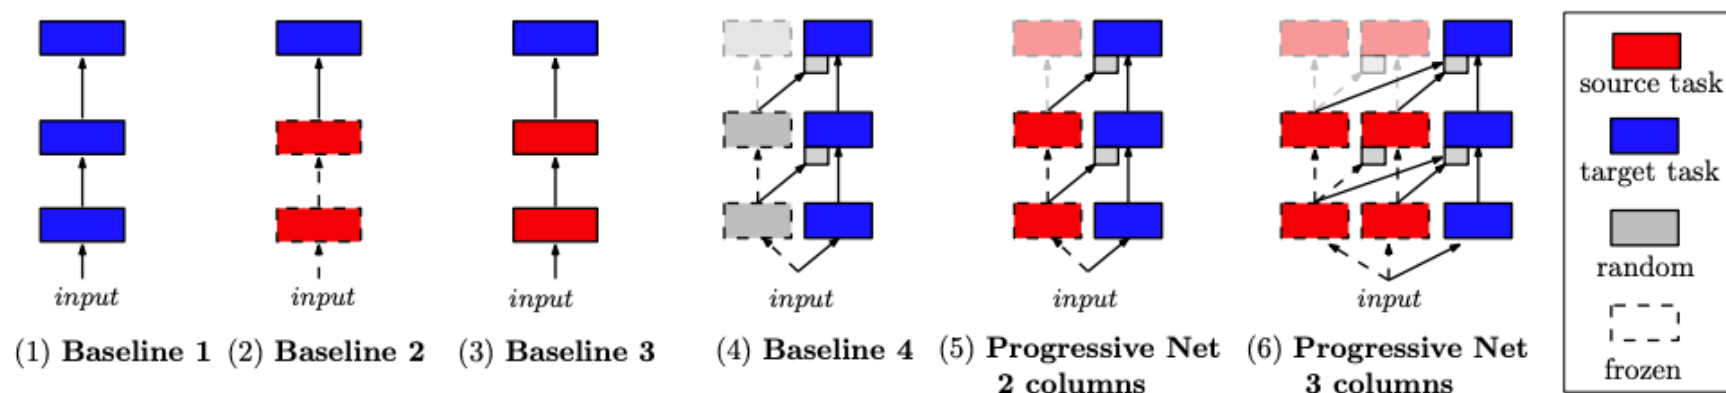 input
input
input
input
input
input
(1) Baseline 1
(2) Baseline 2
(3) Baseline 3
(4) Baseline 4
(5) Progressive Net
2 columns
(6) Progressive Net
3 columns
source task
target task
random
frozen